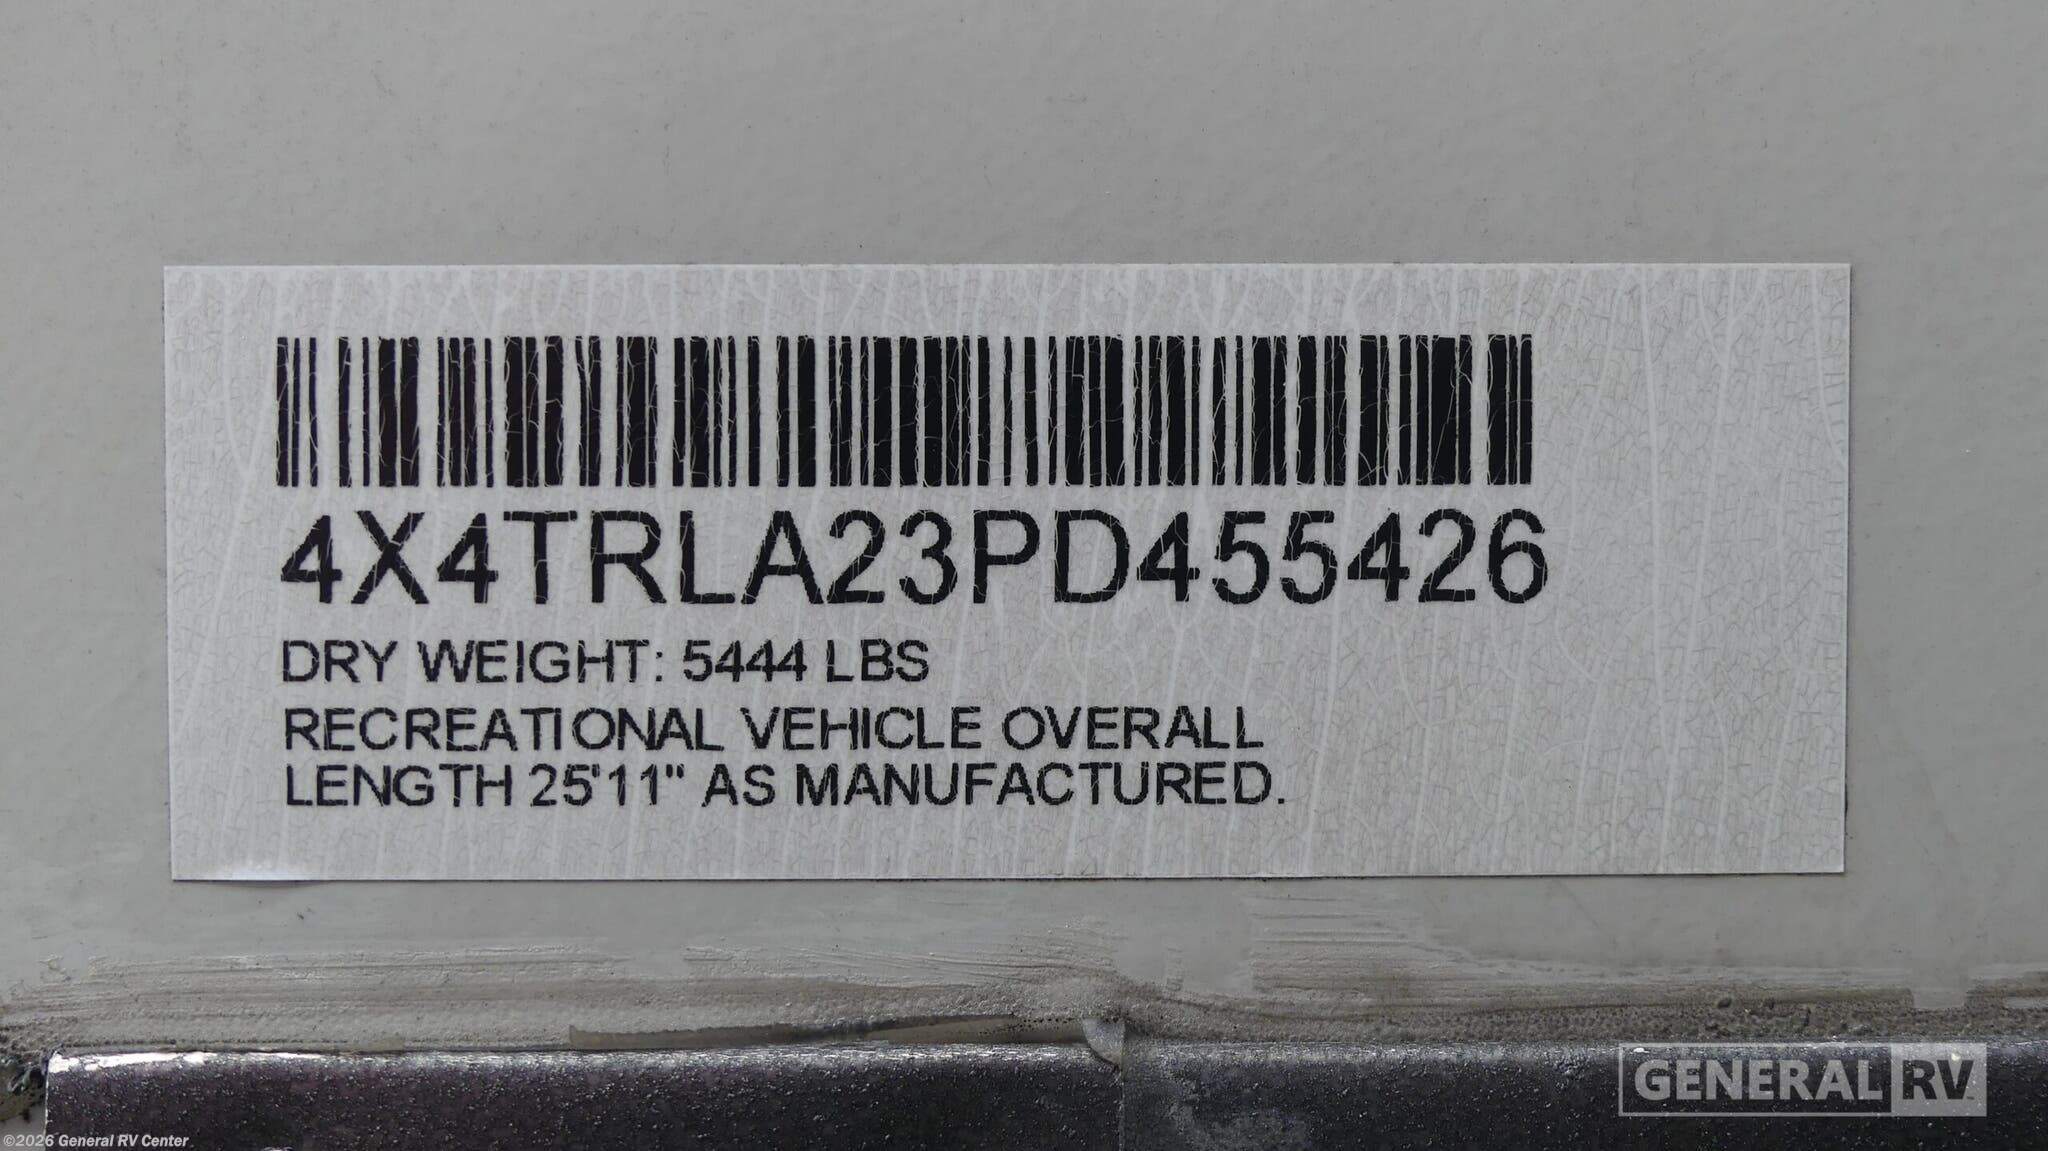 4X4TRLA23PD455426
DRY WEIGHT: 5444 LBS
RECREATIONAL VEHICLE OVERALL
LENGTH 25'11" AS MANUFACTURED.
GENERAL RV
©2026 General RV Center